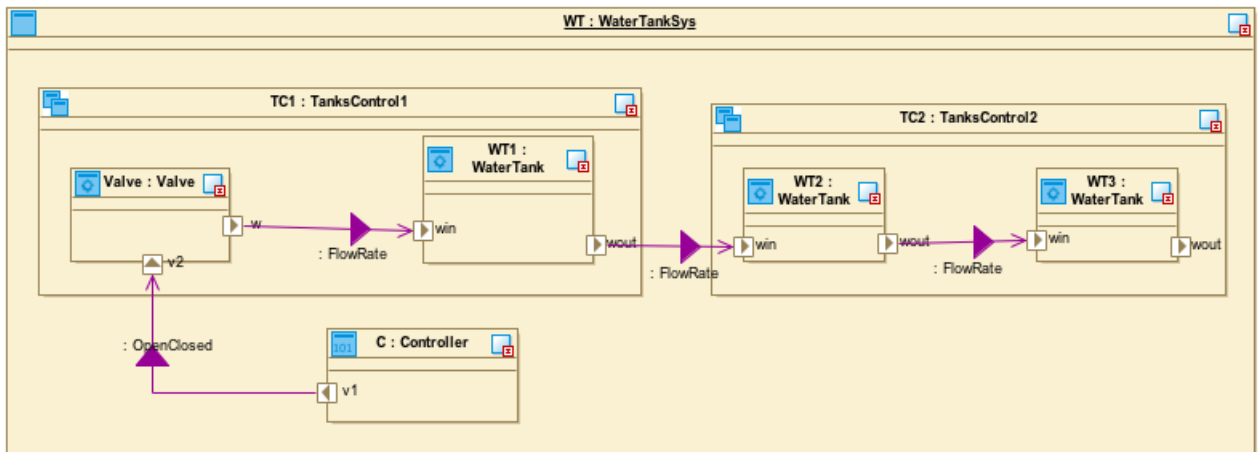 WT : WaterTankSys
TC1 : TanksControl1
TC2 : TanksControl2
WT1 :
WaterTank
Valve : Valve
WT2 :
WaterTank
WT3 :
WaterTank
w
win
: FlowRate
wout
: FlowRate
win
wout
: FlowRate
win
wout
v2
: OpenClosed
101
C : Controller
v1